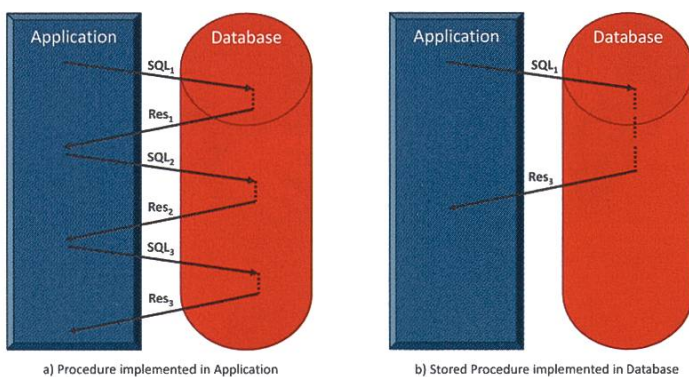 Application
Database
SQL1
Res1
SQL2
Res2
SQL3
Res3
a) Procedure implemented in Application
Application
Database
SQL1
Res3
b) Stored Procedure implemented in Database